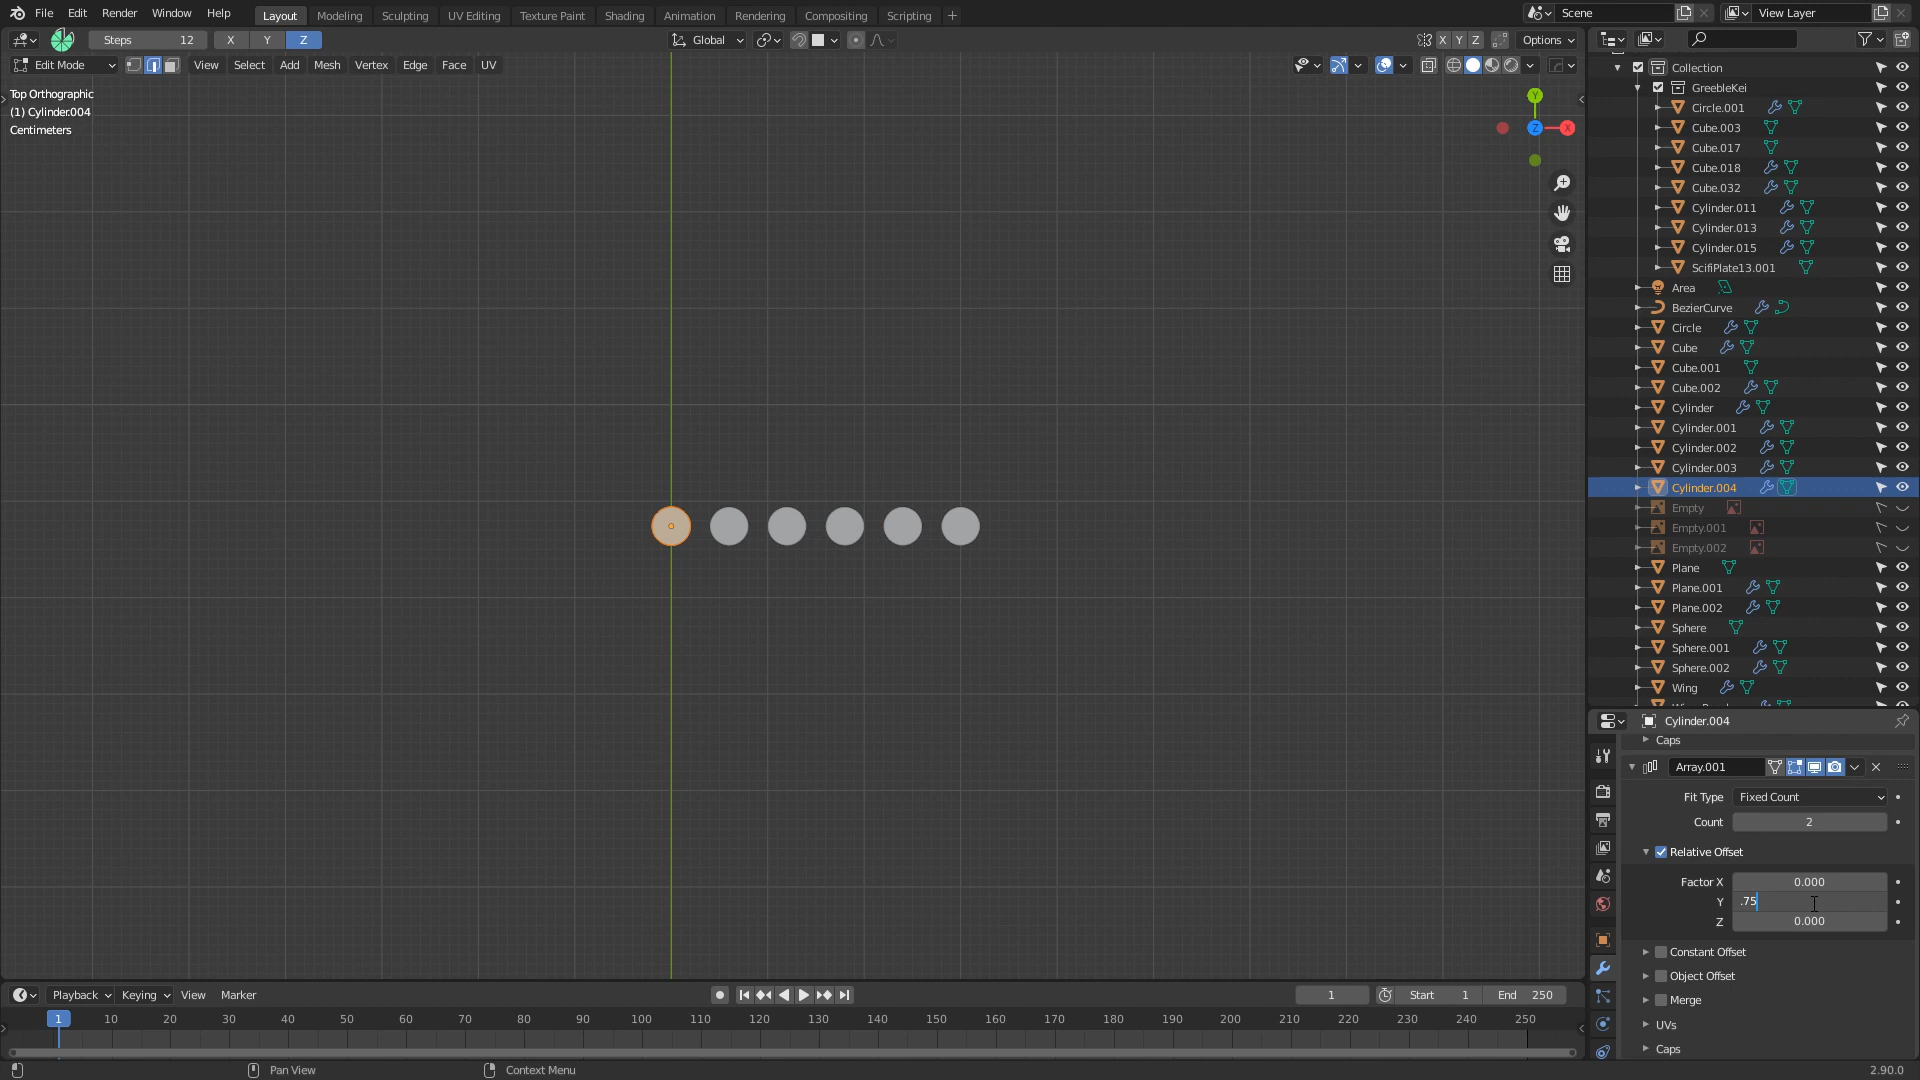 File Edit Render Window Help Layout Modeling Sculpting UV Editing Texture Paint Shading Animation Rendering Compositing Scripting + Scene View Layer
Steps 12 X Y Z Global X Y Z Options
Edit Mode View Select Add Mesh Vertex Edge Face UV
Top Orthographic
(1) Cylinder.004
Centimeters
Y
Z X
Collection
GreebleKei
Circle.001
Cube.003
Cube.017
Cube.018
Cube.032
Cylinder.011
Cylinder.013
Cylinder.015
ScifiPlate13.001
Area
BezierCurve
Circle
Cube
Cube.001
Cube.002
Cylinder
Cylinder.001
Cylinder.002
Cylinder.003
Cylinder.004
Empty
Empty.001
Empty.002
Plane
Plane.001
Plane.002
Sphere
Sphere.001
Sphere.002
Wing
Cylinder.004
Caps
Array.001
Fit Type Fixed Count
Count 2
Relative Offset
Factor X 0.000
Y .75
Z 0.000
Constant Offset
Object Offset
Merge
UVs
Caps
Playback Keying View Marker 1 Start 1 End 250
1 10 20 30 40 50 60 70 80 90 100 110 120 130 140 150 160 170 180 190 200 210 220 230 240 250
Pan View Context Menu 2.90.0